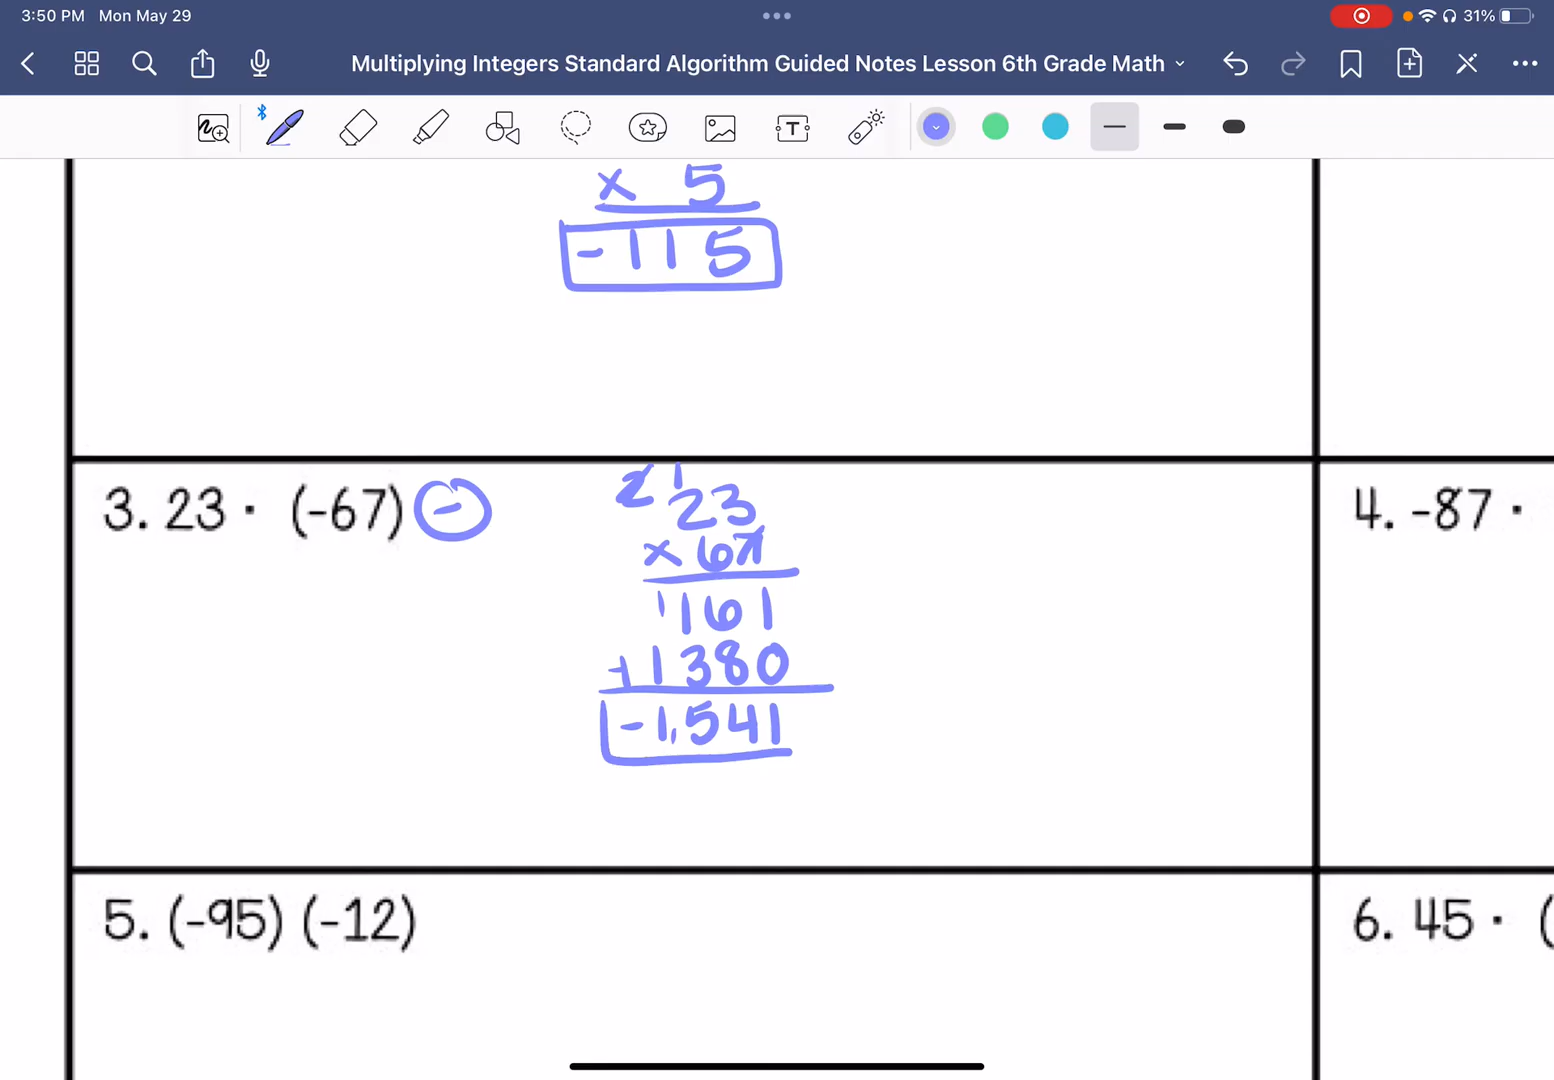 3:50 PM Mon May 29
31%
Multiplying Integers Standard Algorithm Guided Notes Lesson 6th Grade Math
T
x 5
-115
3. 23 · (-67) -
2 1
23
x 67
1
161
+1380
-1,541
4. -87 ·
5. (-95) (-12)
6. 45 · (